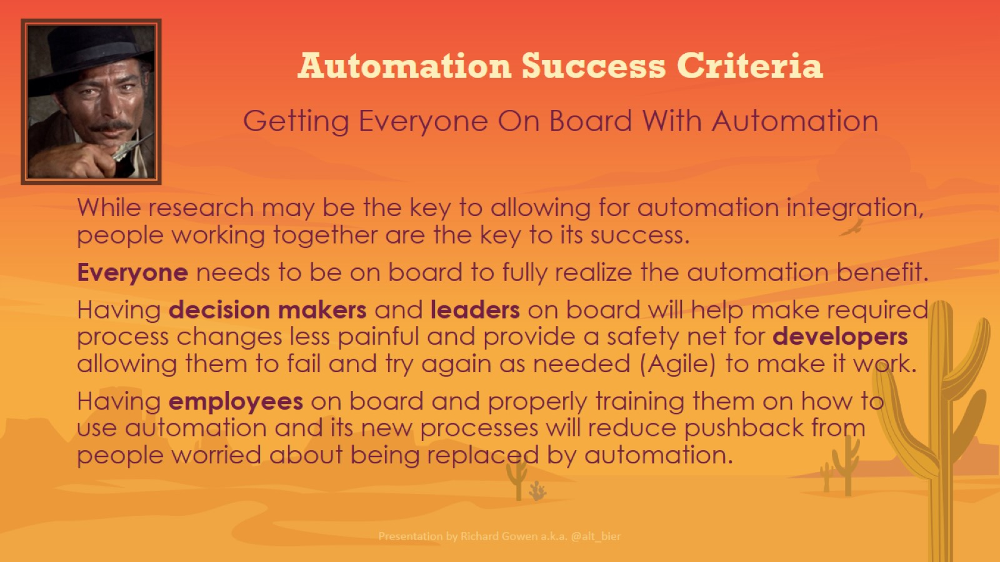 Automation Success Criteria
Getting Everyone On Board With Automation
While research may be the key to allowing for automation integration,
people working together are the key to its success.
Everyone needs to be on board to fully realize the automation benefit.
Having decision makers and leaders on board will help make required
process changes less painful and provide a safety net for developers
allowing them to fail and try again as needed (Agile) to make it work.
Having employees on board and properly training them on how to
use automation and its new processes will reduce pushback from
people worried about being replaced by automation.
Presentation by Richard Gowen a.k.a. @alt_bier